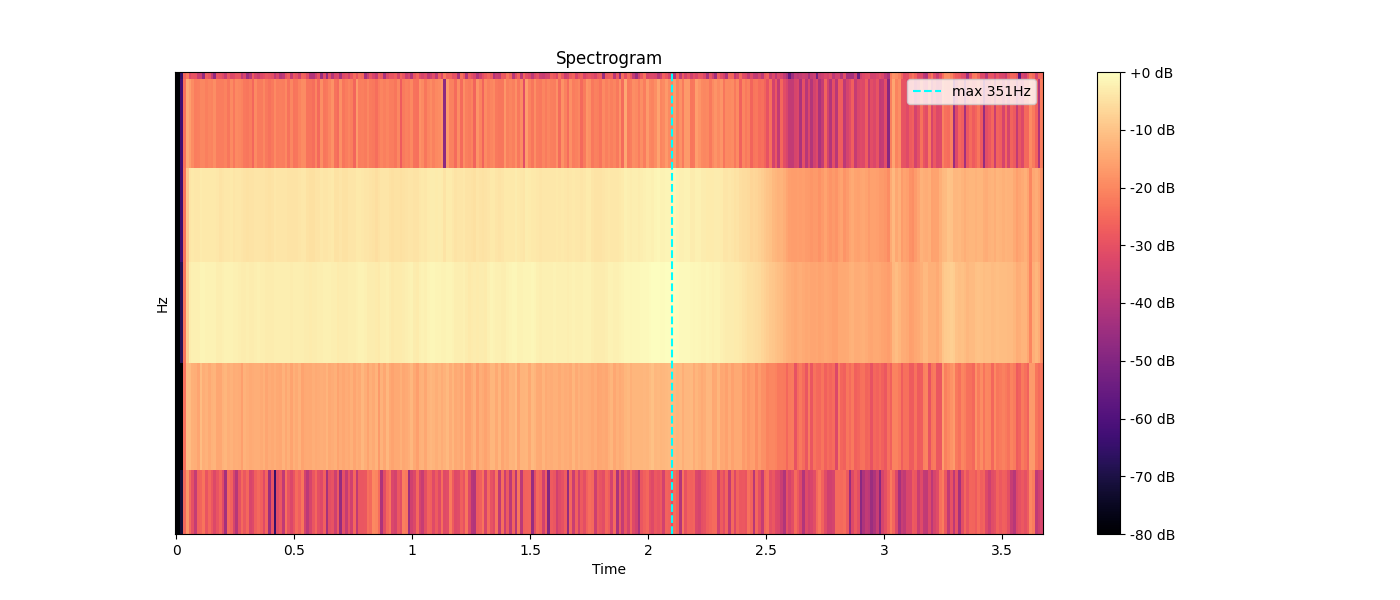 Spectrogram
max 351Hz
Hz
0 0.5 1 1.5 2 2.5 3 3.5
Time
+0 dB
-10 dB
-20 dB
-30 dB
-40 dB
-50 dB
-60 dB
-70 dB
-80 dB